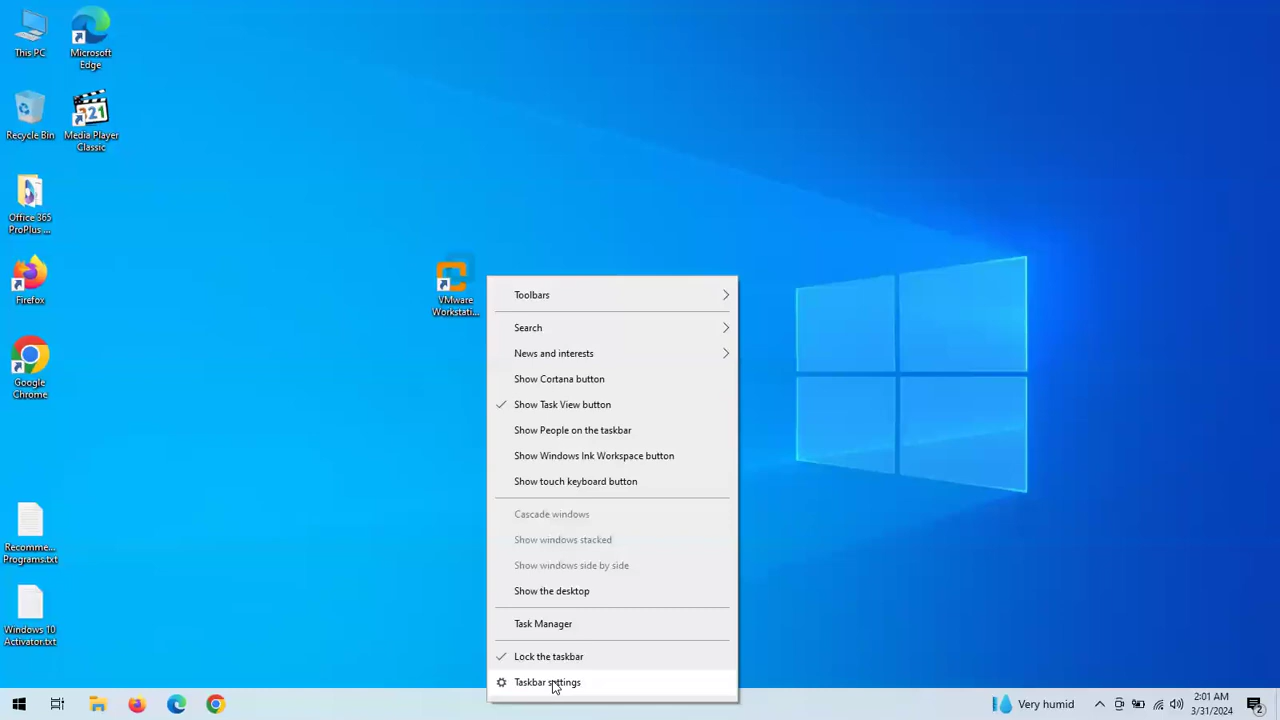 This PC
Microsoft
Edge
Recycle Bin
Media Player
Classic
Office 365
ProPlus ...
Firefox
Google
Chrome
Recomme...
Programs.txt
Windows 10
Activator.txt
VMware
Workstati...
Toolbars
Search
News and interests
Show Cortana button
Show Task View button
Show People on the taskbar
Show Windows Ink Workspace button
Show touch keyboard button
Cascade windows
Show windows stacked
Show windows side by side
Show the desktop
Task Manager
Lock the taskbar
Taskbar settings
Very humid
2:01 AM
3/31/2024
2